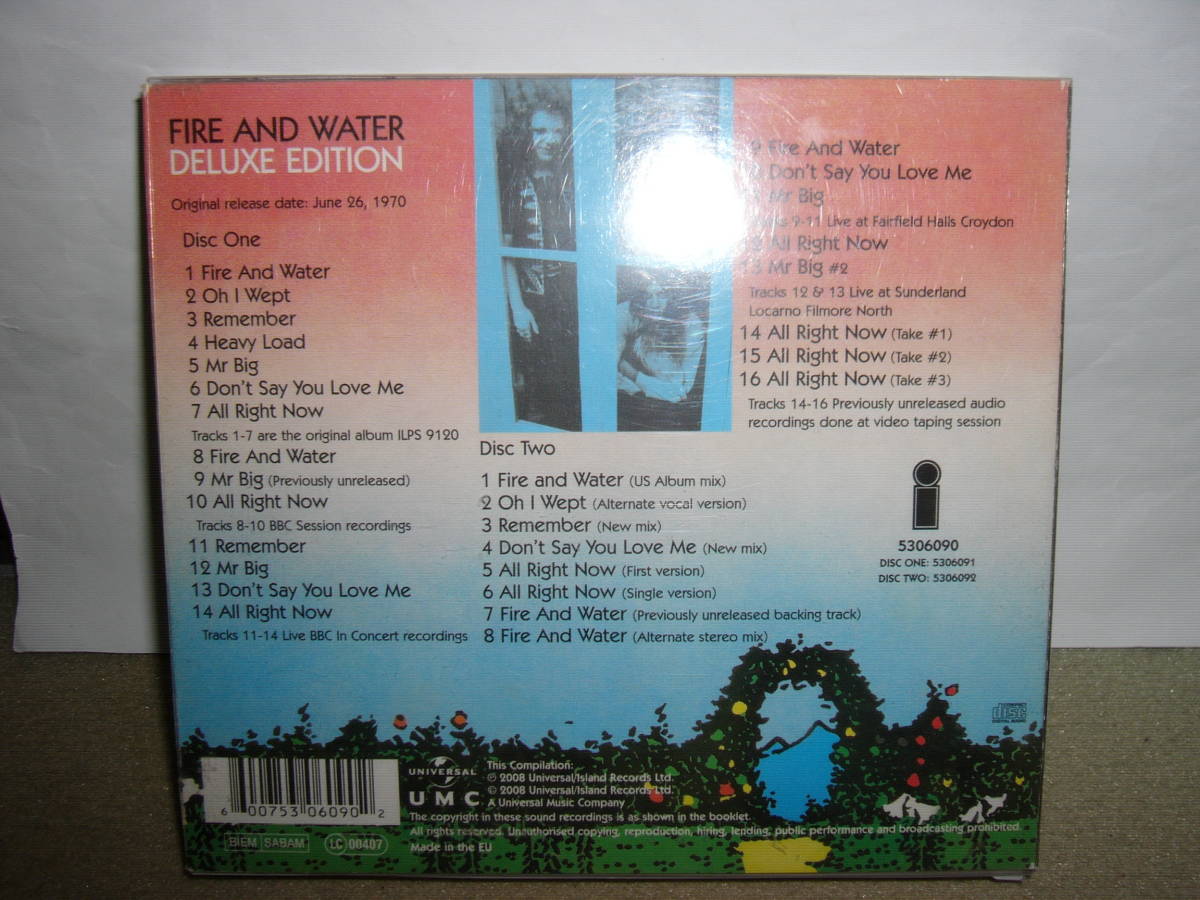 FIRE AND WATER
DELUXE EDITION
Original release date: June 26, 1970
Disc One
1 Fire And Water
2 Oh I Wept
3 Remember
4 Heavy Load
5 Mr Big
6 Don't Say You Love Me
7 All Right Now
Tracks 1-7 are the original album ILPS 9120
8 Fire And Water
9 Mr Big (Previously unreleased)
10 All Right Now
Tracks 8-10 BBC Session recordings
11 Remember
12 Mr Big
13 Don't Say You Love Me
14 All Right Now
Tracks 11-14 Live BBC In Concert recordings
Disc Two
1 Fire and Water (US Album mix)
2 Oh I Wept (Alternate vocal version)
3 Remember (New mix)
4 Don't Say You Love Me (New mix)
5 All Right Now (First version)
6 All Right Now (Single version)
7 Fire And Water (Previously unreleased backing track)
8 Fire And Water (Alternate stereo mix)
9 Fire And Water
Don't Say You Love Me
Mr Big
9-11 Live at Fairfield Halls Croydon
12 All Right Now
13 Mr Big #2
Tracks 12 & 13 Live at Sunderland
Locarno Filmore North
14 All Right Now (Take #1)
15 All Right Now (Take #2)
16 All Right Now (Take #3)
Tracks 14-16 Previously unreleased audio
recordings done at video taping session
5306090
DISC ONE: 5306091
DISC TWO: 5306092
disc
DIGITAL AUDIO
6 00753 06090 2
BIEM SABAM
LC 00407
UNIVERSAL
UMC
This Compilation:
℗ 2008 Universal/Island Records Ltd.
© 2008 Universal/Island Records Ltd.
A Universal Music Company
The copyright in these sound recordings is as shown in the booklet.
All rights reserved. Unauthorised copying, reproduction, hiring, lending, public performance and broadcasting prohibited.
Made in the EU